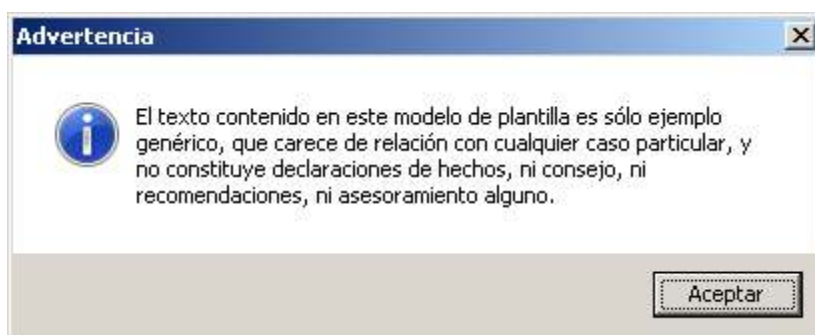 Advertencia
El texto contenido en este modelo de plantilla es sólo ejemplo
genérico, que carece de relación con cualquier caso particular, y
no constituye declaraciones de hechos, ni consejo, ni
recomendaciones, ni asesoramiento alguno.
Aceptar